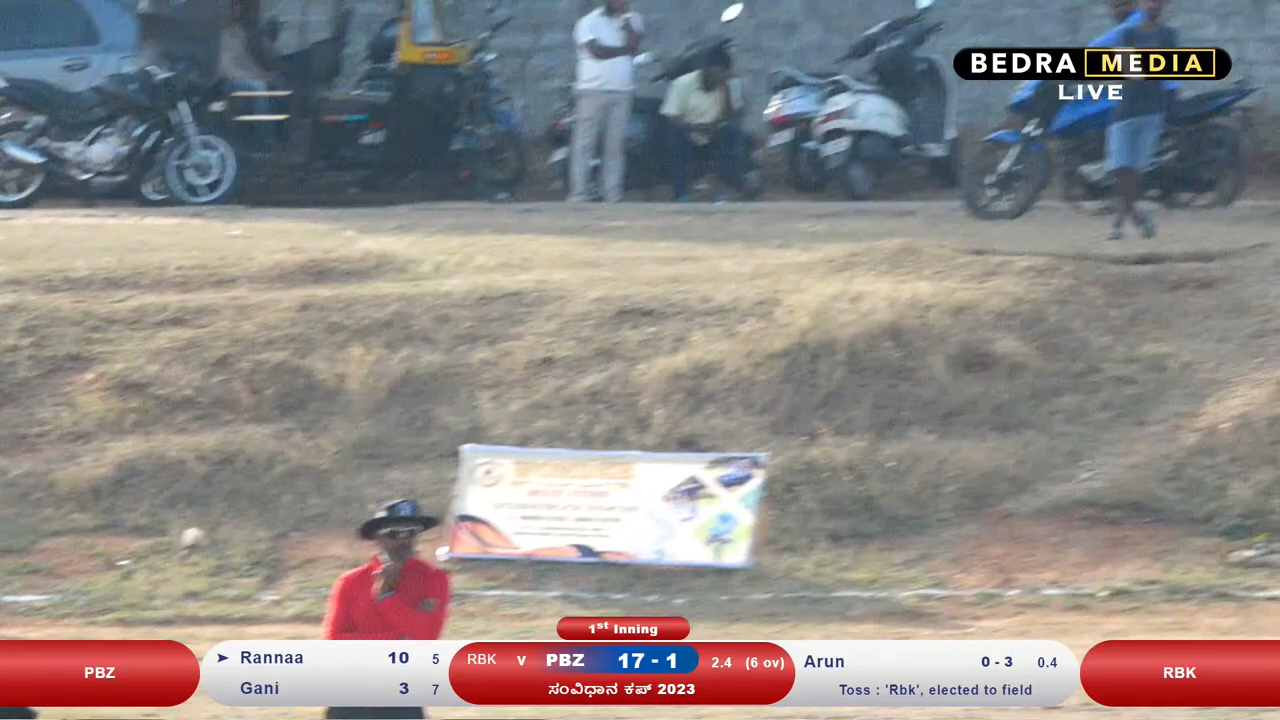 BEDRA MEDIA
LIVE
1st Inning
PBZ
➤ Rannaa 10 5
Gani 3 7
RBK v PBZ 17 - 1 2.4 (6 ov)
ಸಂವಿಧಾನ ಕಪ್ 2023
Arun 0 - 3 0.4
Toss : 'Rbk', elected to field
RBK